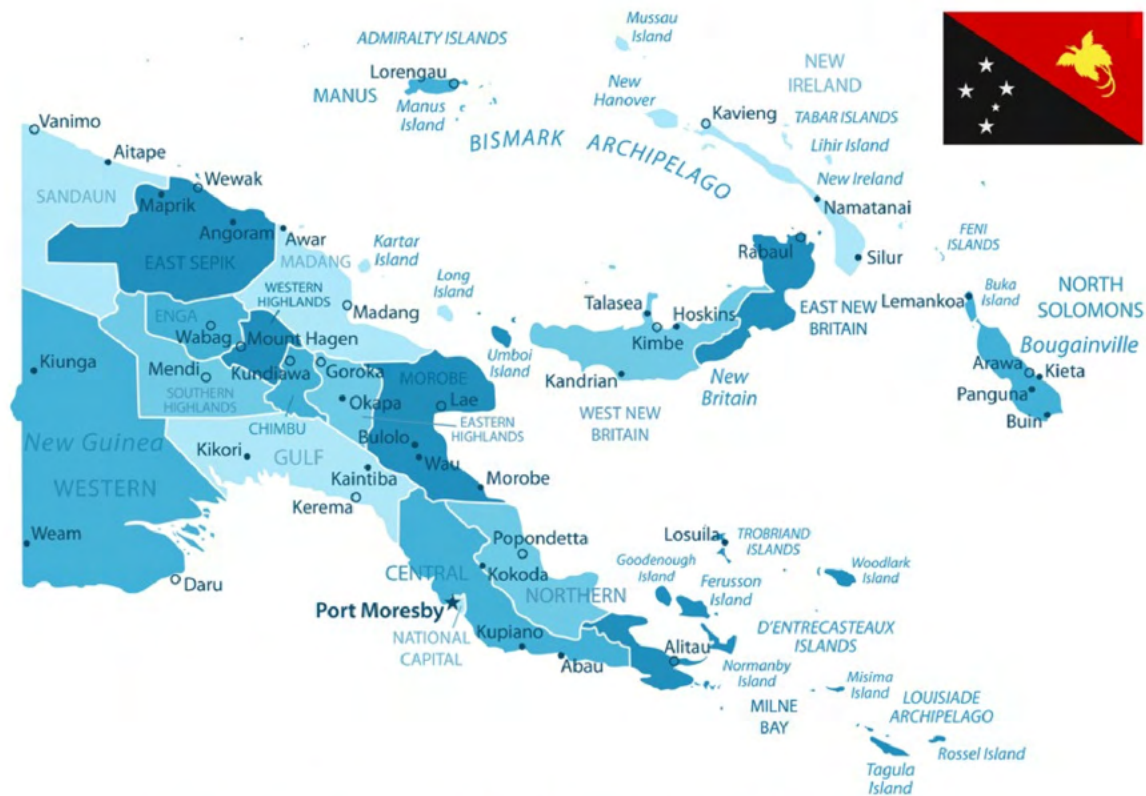 Mussau
Island
ADMIRALTY ISLANDS
Lorengau
MANUS
Manus
Island
New
Hanover
NEW
IRELAND
Kavieng
TABAR ISLANDS
Lihir Island
BISMARK ARCHIPELAGO
New Ireland
Namatanai
Vanimo
Aitape
SANDAUN
Wewak
Maprik
Angoram
EAST SEPIK
Awar
MADANG
Kartar
Island
Long
Island
Madang
WESTERN
HIGHLANDS
ENGA
Wabag
Mount Hagen
Kiunga
Mendi
Kundiawa
Goroka
SOUTHERN
HIGHLANDS
CHIMBU
Okapa
EASTERN
HIGHLANDS
MOROBE
Lae
Bulolo
Wau
Umboi
Island
Rabaul
Silur
FENI
ISLANDS
Talasea
Hoskins
Kimbe
EAST NEW
BRITAIN
Kandrian
New
Britain
WEST NEW
BRITAIN
Lemankoa
Buka
Island
NORTH
SOLOMONS
Bougainville
Arawa
Kieta
Panguna
Buin
New Guinea
WESTERN
Kikori
GULF
Kaintiba
Kerema
Morobe
Weam
Daru
Popondetta
CENTRAL
Kokoda
NORTHERN
Port Moresby
NATIONAL
CAPITAL
Kupiano
Abau
Losuila
TROBRIAND
ISLANDS
Goodenough
Island
Ferusson
Island
Woodlark
Island
D'ENTRECASTEAUX
ISLANDS
Alitau
Normanby
Island
MILNE
BAY
Misima
Island
LOUISIADE
ARCHIPELAGO
Rossel Island
Tagula
Island